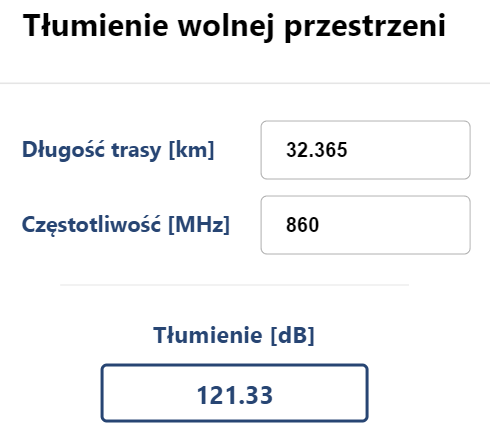 Tłumienie wolnej przestrzeni
Długość trasy [km]
32.365
Częstotliwość [MHz]
860
Tłumienie [dB]
121.33